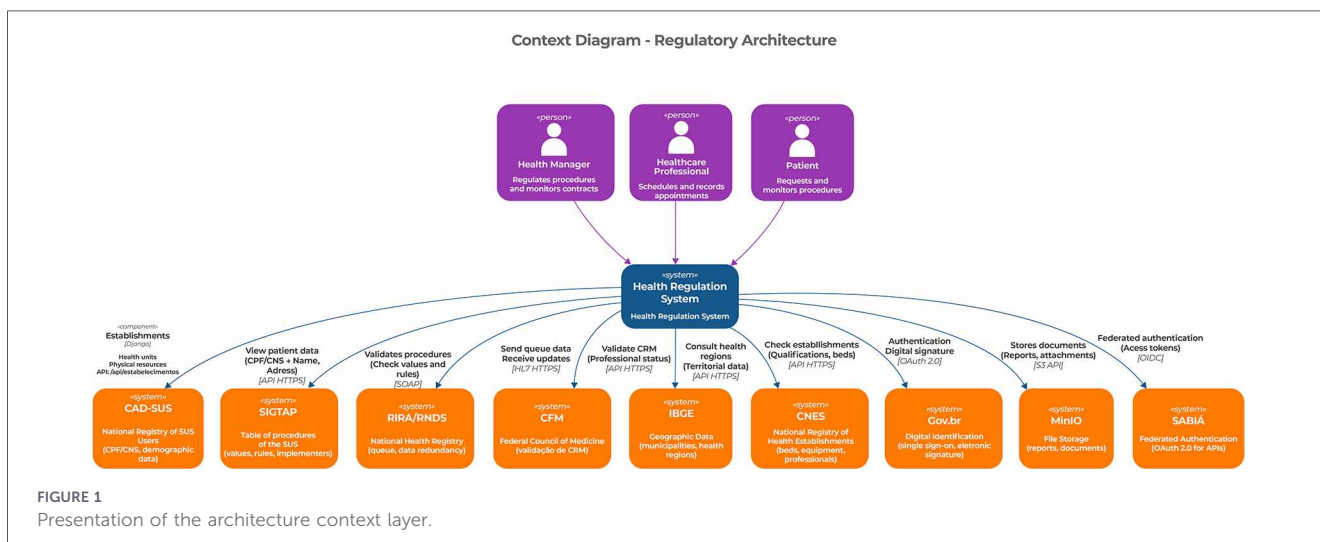 Context Diagram - Regulatory Architecture
«person»
Health Manager
Regulates procedures
and monitors contracts
«person»
Healthcare
Professional
Schedules and records
appointments
«person»
Patient
Requests and
monitors procedures
«system»
Health Regulation
System
Health Regulation System
«component»
Establishments
[Django]
Health units
Physical resources
API:/api/estabelecimentos
View patient data
(CPF/CNS + Name,
Adress)
[API HTTPS]
Validates procedures
(Check values and
rules)
[SOAP]
Send queue data
Receive updates
[HL7 HTTPS]
Validate CRM
(Professional status)
[API HTTPS]
Consult health
regions
(Territorial data)
[API HTTPS]
Check establlishments
(Qualifications, beds)
[API HTTPS]
Authentication
Digital signature
[OAuth 2.0]
Stores documents
(Reports, attachments)
[S3 API]
Federated authentication
(Acess tokens)
[OIDC]
«system»
CAD-SUS
National Registry of SUS
Users
(CPF/CNS, demographic
data)
«system»
SIGTAP
Table of procedures
of the SUS
(values, rules, implementers)
«system»
RIRA/RNDS
National Health Registry
(queue, data redundancy)
«system»
CFM
Federal Council of Medicine
(validação de CRM)
«system»
IBGE
Geographic Data
(municipalities, health
regions)
«system»
CNES
National Registry of
Health Establishments
(beds, equipment,
professionals)
«system»
Gov.br
Digital Identification
(single sign-on, eletronic
signature)
«system»
MinIO
File Storage
(reports, documents)
«system»
SABIÁ
Federated Authentication
(OAuth 2.0 for APIs)
FIGURE 1
Presentation of the architecture context layer.